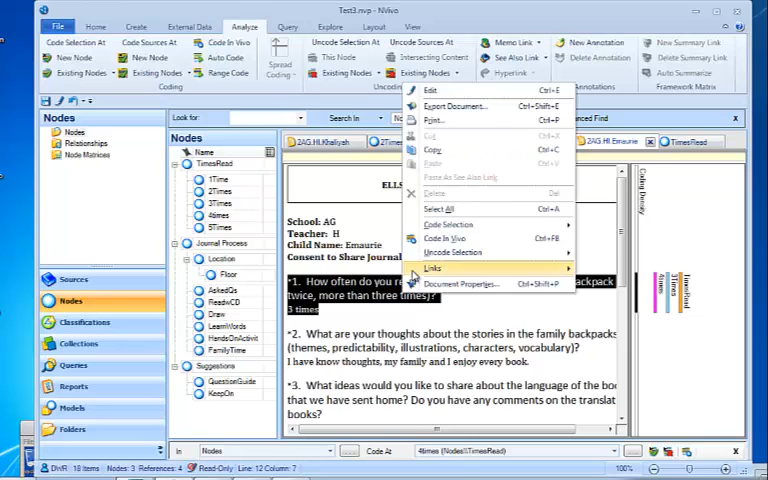 Test3.nvp - NVivo
File Home Create External Data Analyze Query Explore Layout View
Code Selection At Code Sources At Code In Vivo Uncode Selection At Uncode Sources At Memo Link New Annotation New Summary Link
New Node New Node Auto Code Spread Coding This Node Intersecting Content See Also Link Delete Annotation Delete Summary Link
Existing Nodes Existing Nodes Range Code Existing Nodes Existing Nodes Hyperlink Auto Summarize
Coding Annotations Framework Matrix
Look for: Search In
Nodes
Nodes
Relationships
Node Matrices
Sources
Nodes
Classifications
Collections
Queries
Reports
Models
Folders
Nodes
Name
TimesRead
1Time
2Times
3Times
4times
5Times
Journal Process
Location
Floor
AskedQs
ReadwCD
Draw
LearnWords
HandsOnActivit
FamilyTime
Suggestions
QuestionGuide
KeepOn
2AG.HI.Khaliyah
2AG.HI.Emaurie
TimesRead
School: AG
Teacher: H
Child Name: Emaurie
Consent to Share Journal
*1. How often do you re
backpack
twice, more than three times)?
3 times
*2. What are your thoughts about the stories in the family backpacks
(themes, predictability, illustrations, characters, vocabulary)?
I have know thoughts, my family and I enjoy every book.
*3. What ideas would you like to share about the language of the boo
that we have sent home? Do you have any comments on the translat
books?
Edit Ctrl+E
Export Document... Ctrl+Shift+E
Print... Ctrl+P
Cut Ctrl+X
Copy Ctrl+C
Paste
Paste As See Also Link
Delete Del
Select All Ctrl+A
Code Selection
Code In Vivo Ctrl+F8
Uncode Selection
Links
Document Properties... Ctrl+Shift+P
Coding Density
4times
3Times
TimesRead
In Nodes Code At 4times (Nodes\\TimesRead)
DWR 18 Items Nodes: 3 References: 4 Read-Only Line: 12 Column: 7 100%